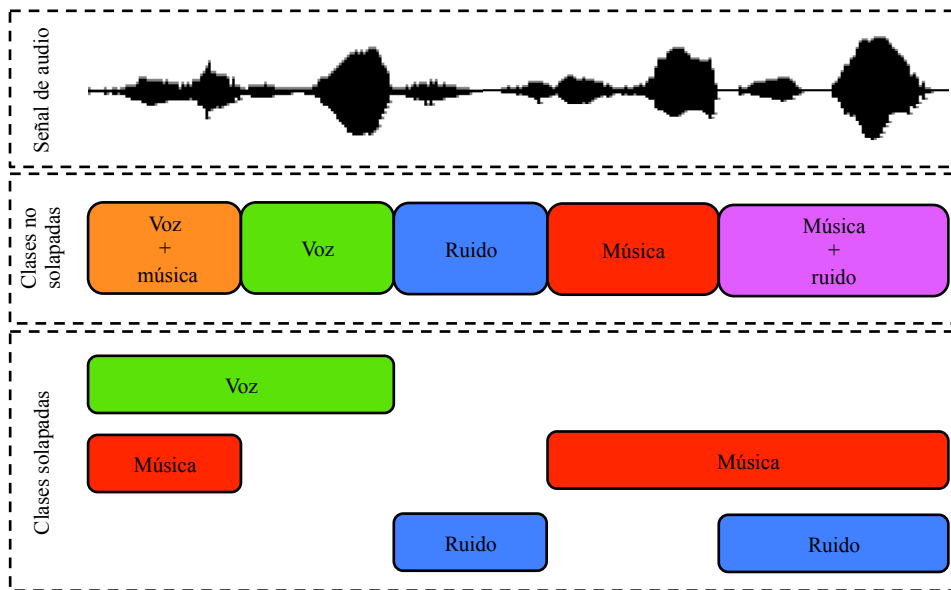 Señal de audio
Clases no
solapadas
Voz
+
música
Voz
Ruido
Música
Música
+
ruido
Clases solapadas
Voz
Música
Música
Ruido
Ruido